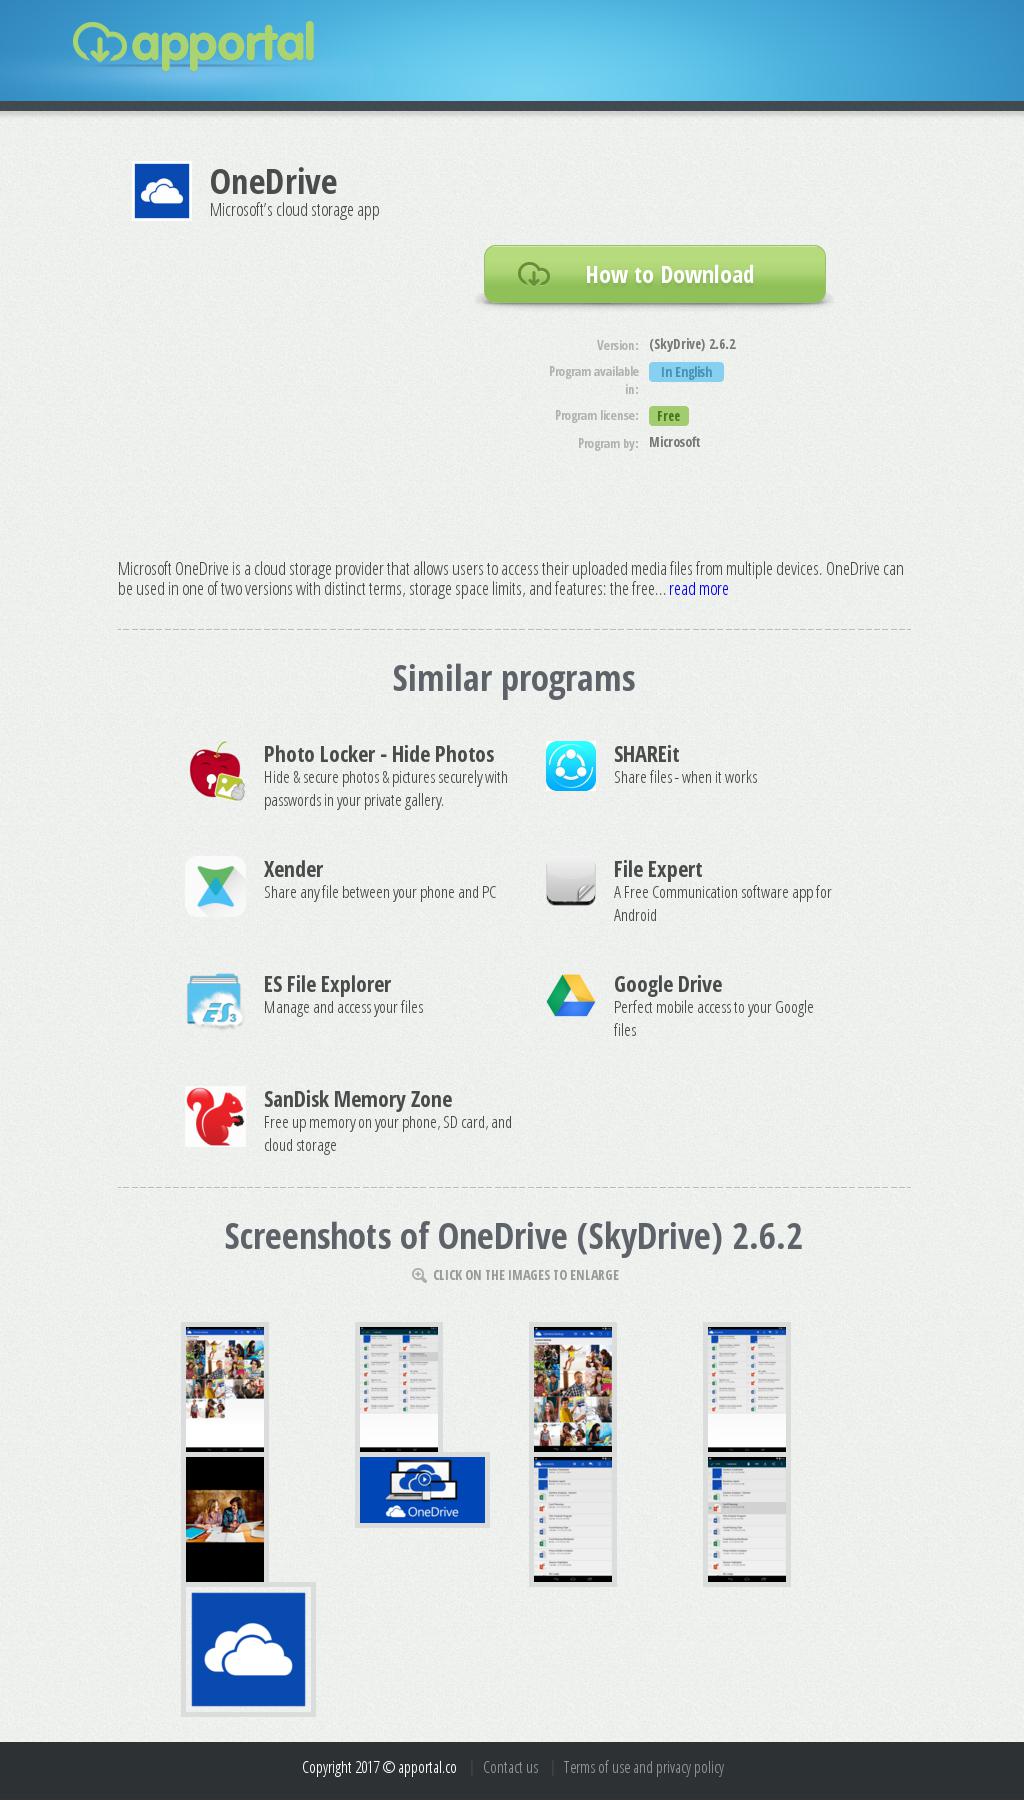 apportal
OneDrive
Microsoft's cloud storage app
How to Download
Version: (SkyDrive) 2.6.2
Program available in: In English
Program license: Free
Program by: Microsoft
Microsoft OneDrive is a cloud storage provider that allows users to access their uploaded media files from multiple devices. OneDrive can
be used in one of two versions with distinct terms, storage space limits, and features: the free... read more
Similar programs
Photo Locker - Hide Photos
Hide & secure photos & pictures securely with
passwords in your private gallery.
SHAREit
Share files - when it works
Xender
Share any file between your phone and PC
File Expert
A Free Communication software app for
Android
ES File Explorer
Manage and access your files
Google Drive
Perfect mobile access to your Google
files
SanDisk Memory Zone
Free up memory on your phone, SD card, and
cloud storage
Screenshots of OneDrive (SkyDrive) 2.6.2
CLICK ON THE IMAGES TO ENLARGE
OneDrive
Copyright 2017 © apportal.co | Contact us | Terms of use and privacy policy